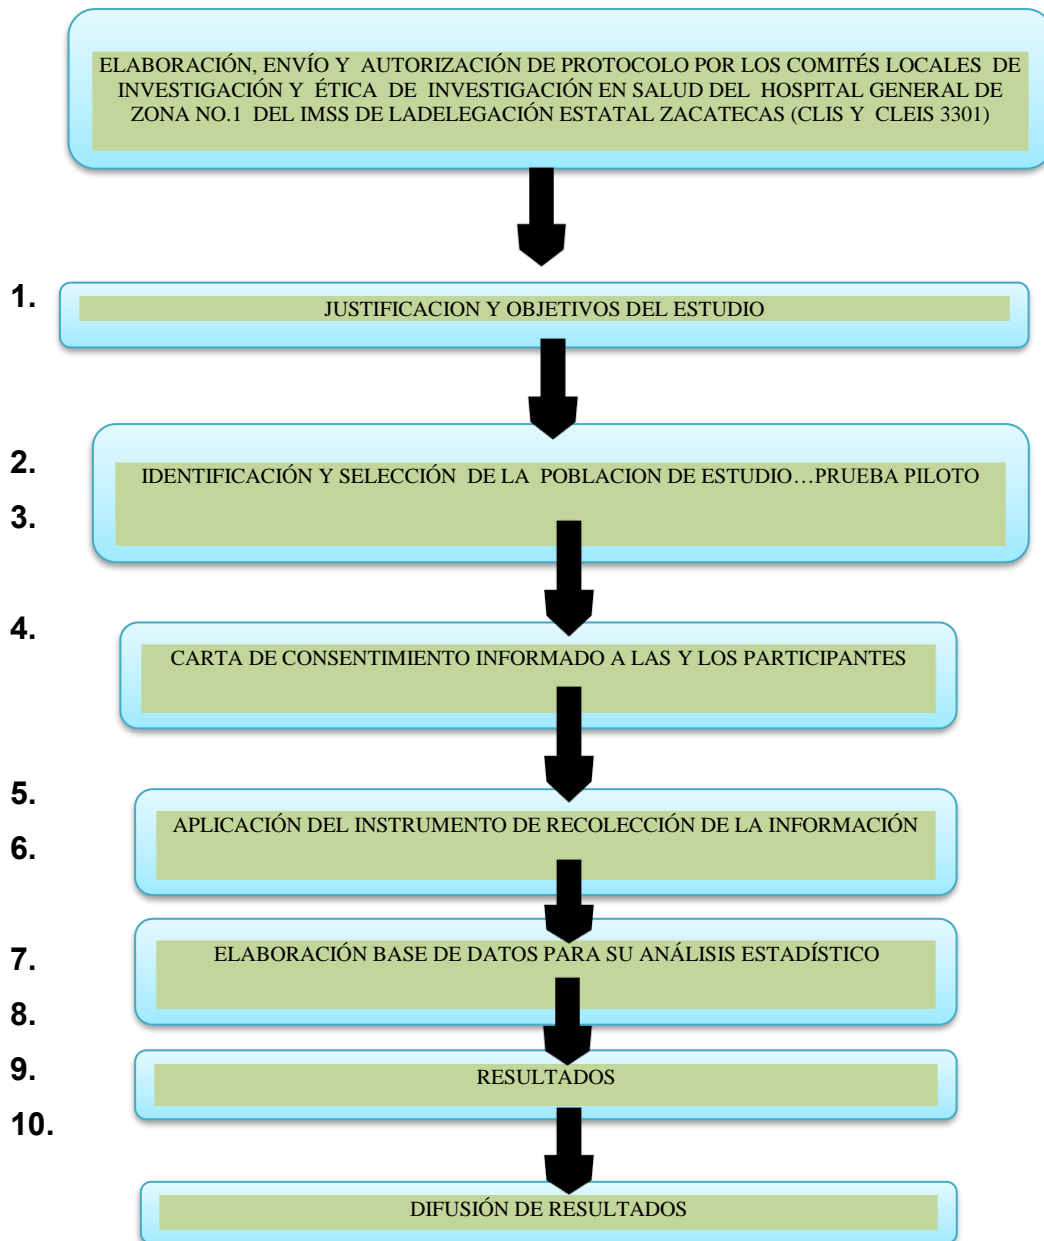 ELABORACIÓN, ENVÍO Y AUTORIZACIÓN DE PROTOCOLO POR LOS COMITÉS LOCALES DE
INVESTIGACIÓN Y ÉTICA DE INVESTIGACIÓN EN SALUD DEL HOSPITAL GENERAL DE
ZONA NO.1 DEL IMSS DE LADELEGACIÓN ESTATAL ZACATECAS (CLIS Y CLEIS 3301)
1.
JUSTIFICACION Y OBJETIVOS DEL ESTUDIO
2.
IDENTIFICACIÓN Y SELECCIÓN DE LA POBLACION DE ESTUDIO…PRUEBA PILOTO
3.
4.
CARTA DE CONSENTIMIENTO INFORMADO A LAS Y LOS PARTICIPANTES
5.
APLICACIÓN DEL INSTRUMENTO DE RECOLECCIÓN DE LA INFORMACIÓN
6.
7.
ELABORACIÓN BASE DE DATOS PARA SU ANÁLISIS ESTADÍSTICO
8.
9.
RESULTADOS
10.
DIFUSIÓN DE RESULTADOS